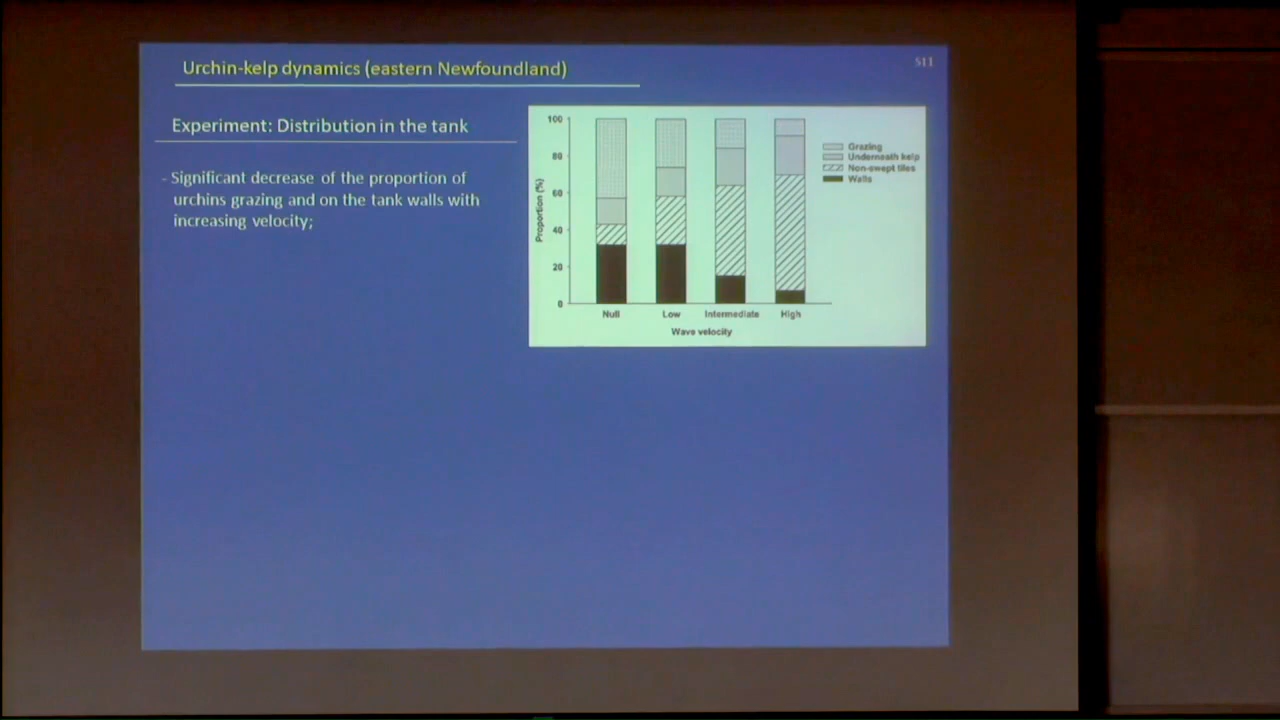 Urchin-kelp dynamics (eastern Newfoundland)
511
Experiment: Distribution in the tank
- Significant decrease of the proportion of
urchins grazing and on the tank walls with
increasing velocity;
100
80
60
40
20
0
Proportion (%)
Null Low Intermediate High
Wave velocity
Grazing
Underneath kelp
Non-swept tiles
Walls